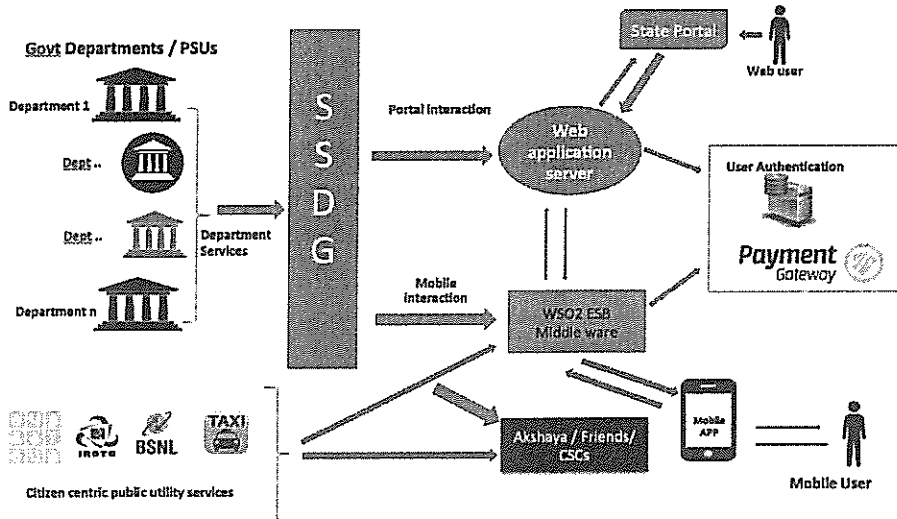 Govt Departments / PSUs
Department 1
Dept ..
Dept ..
Department n
Department
Services
S
S
D
G
Portal interaction
Mobile
interaction
State Portal
Web user
Web
application
server
User Authentication
Payment
Gateway
WSO2 ESB
Middle ware
Akshaya / Friends/
CSCs
Mobile
APP
Mobile User
IRCTC
BSNL
TAXI
Citizen centric public utility services